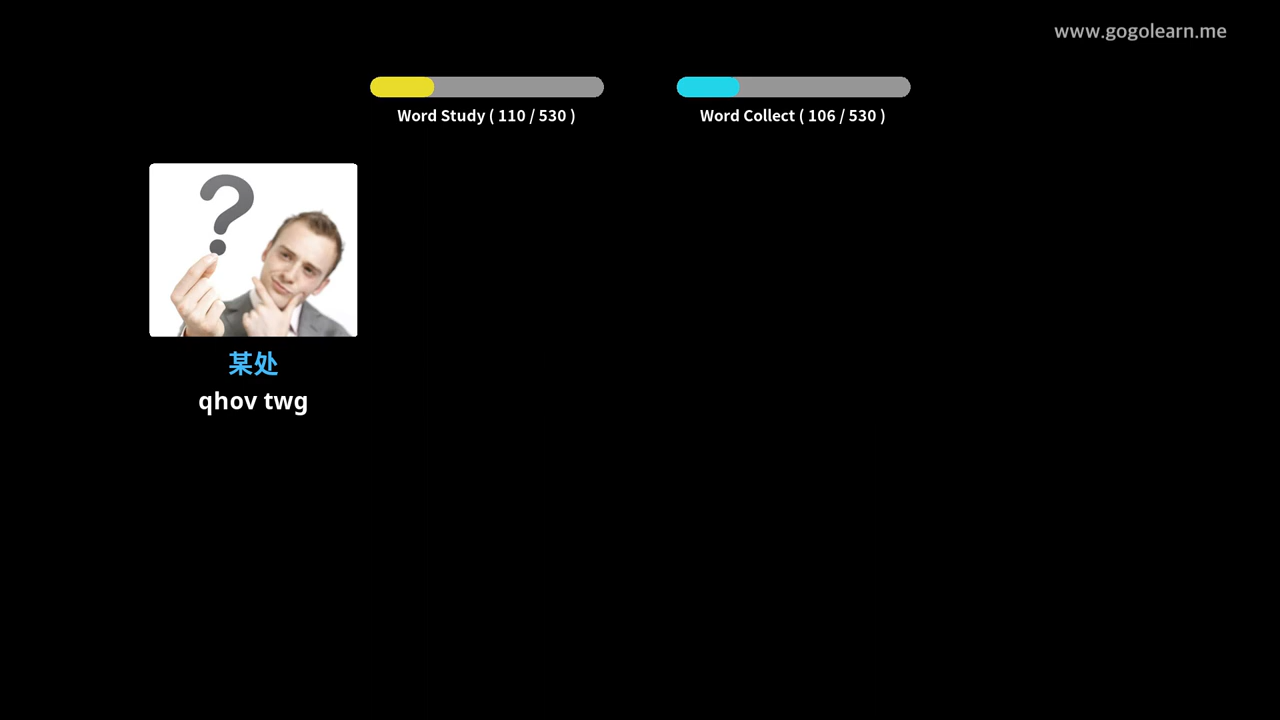 www.gogolearn.me
Word Study ( 110 / 530 )
Word Collect ( 106 / 530 )
某处
qhov twg